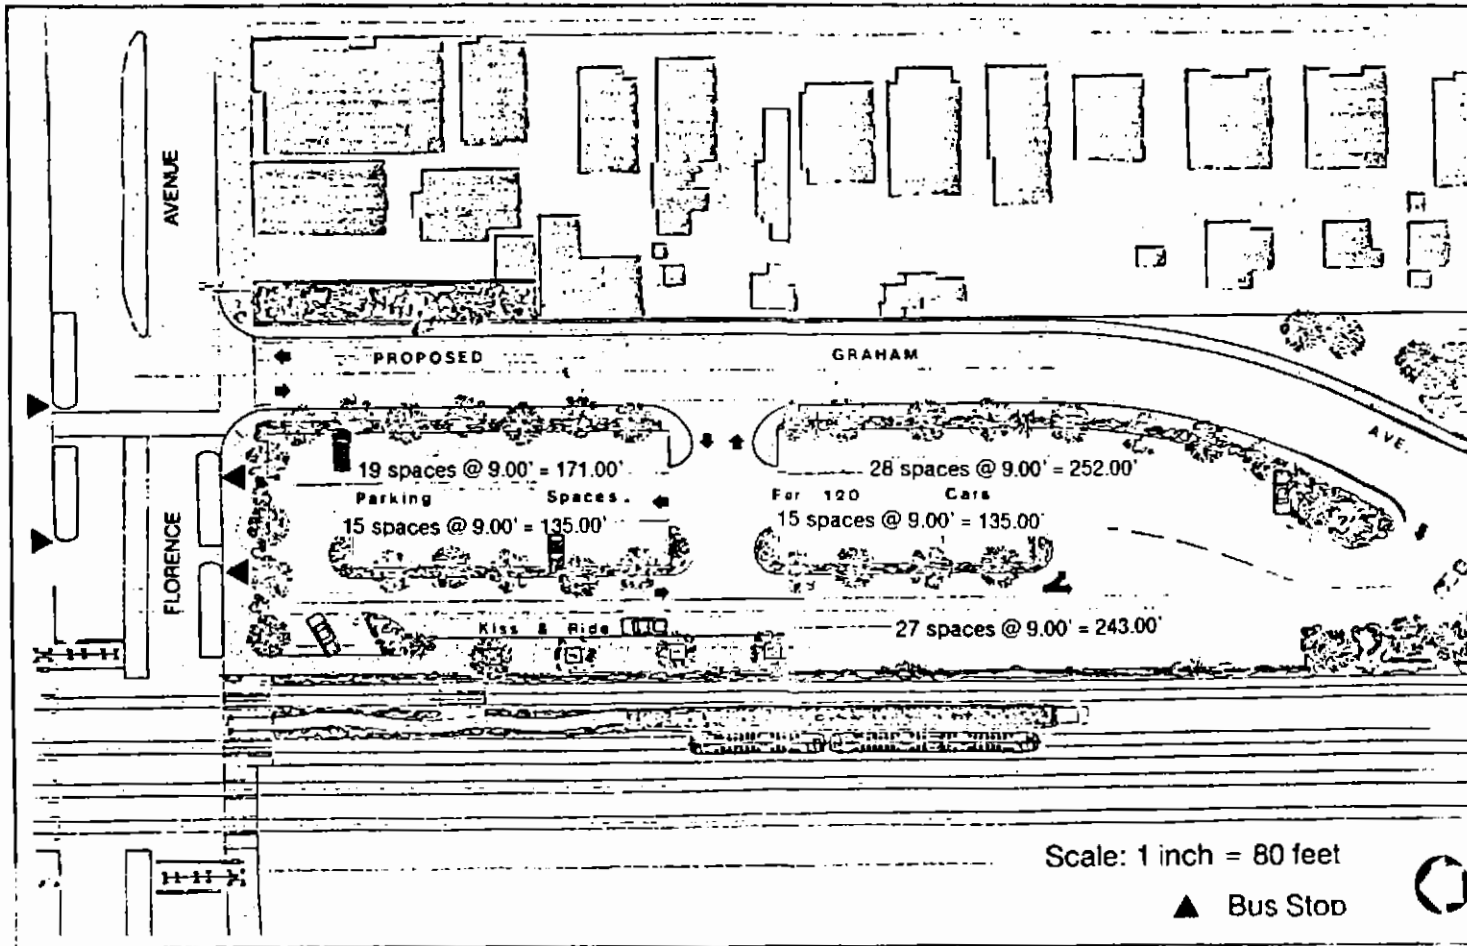 AVENUE
PROPOSED GRAHAM AVE.
19 spaces @ 9.00' = 171.00'
28 spaces @ 9.00' = 252.00'
Parking Spaces. For 120 Cars
15 spaces @ 9.00' = 135.00'
15 spaces @ 9.00' = 135.00'
FLORENCE
Kiss & Ride
27 spaces @ 9.00' = 243.00'
Scale: 1 inch = 80 feet
Bus Stop